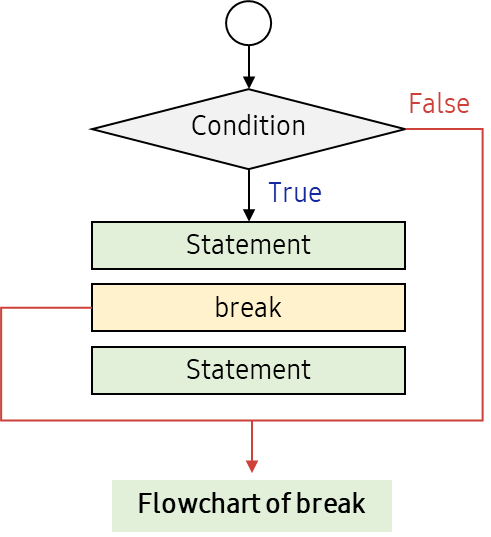 False
Condition
True
Statement
break
Statement
Flowchart of break